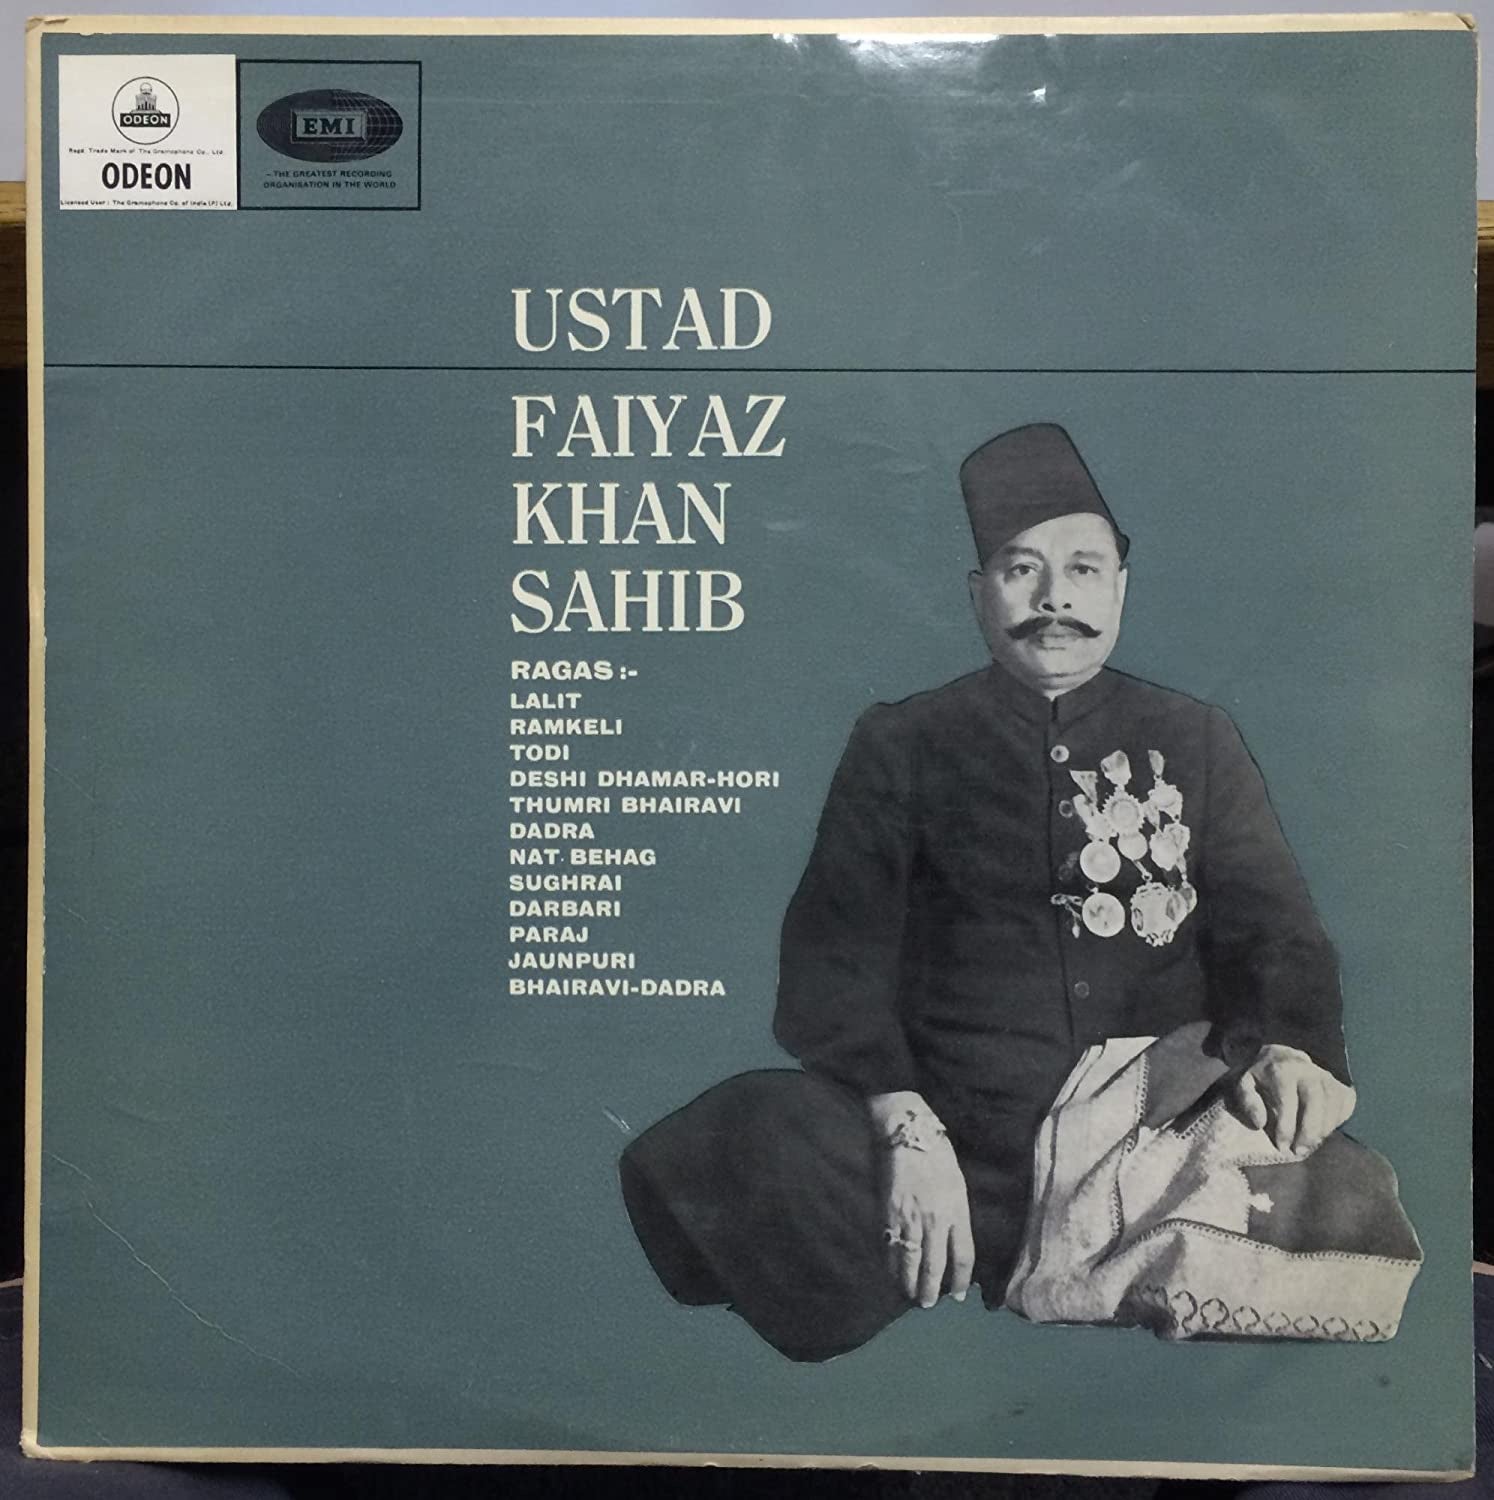 ODEON
Regd. Trade Mark of The Gramophone Co., Ltd.
ODEON
Licensed User : The Gramophone Co. of India (P) Ltd.
EMI
-THE GREATEST RECORDING
ORGANISATION IN THE WORLD
USTAD
FAIYAZ
KHAN
SAHIB
RAGAS :-
LALIT
RAMKELI
TODI
DESHI DHAMAR-HORI
THUMRI BHAIRAVI
DADRA
NAT. BEHAG
SUGHRAI
DARBARI
PARAJ
JAUNPURI
BHAIRAVI-DADRA